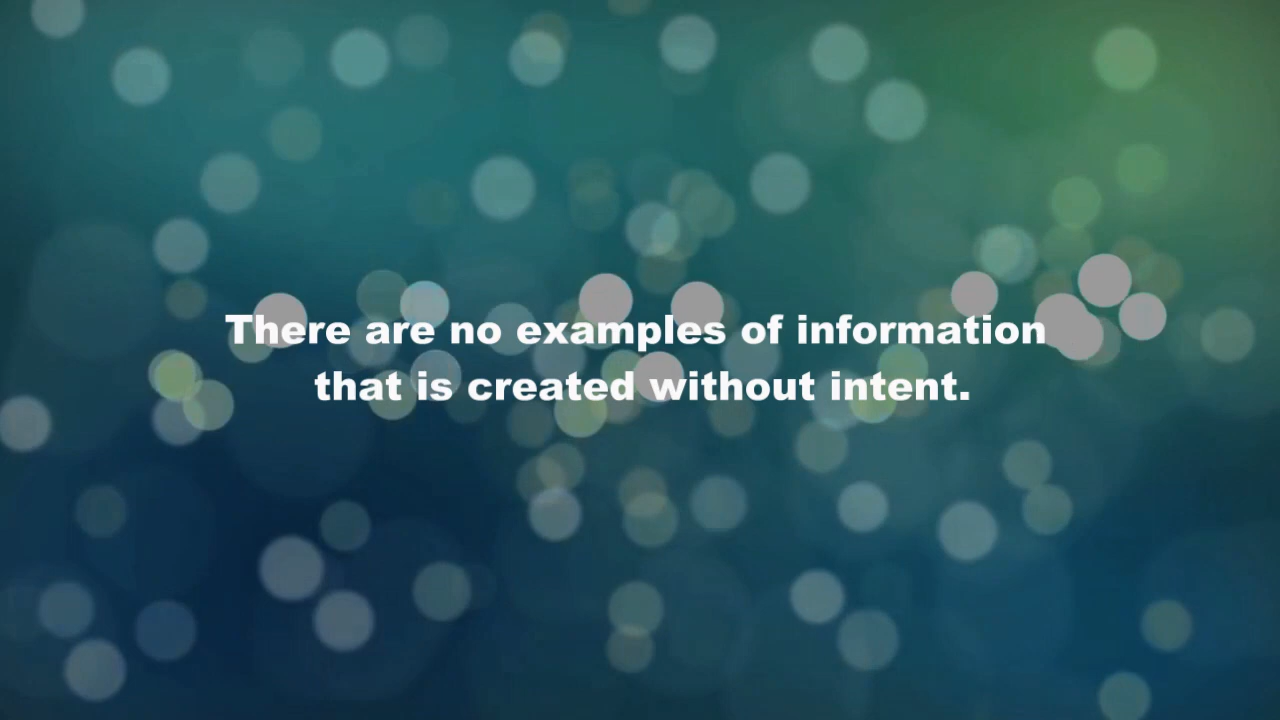 There are no examples of information
that is created without intent.